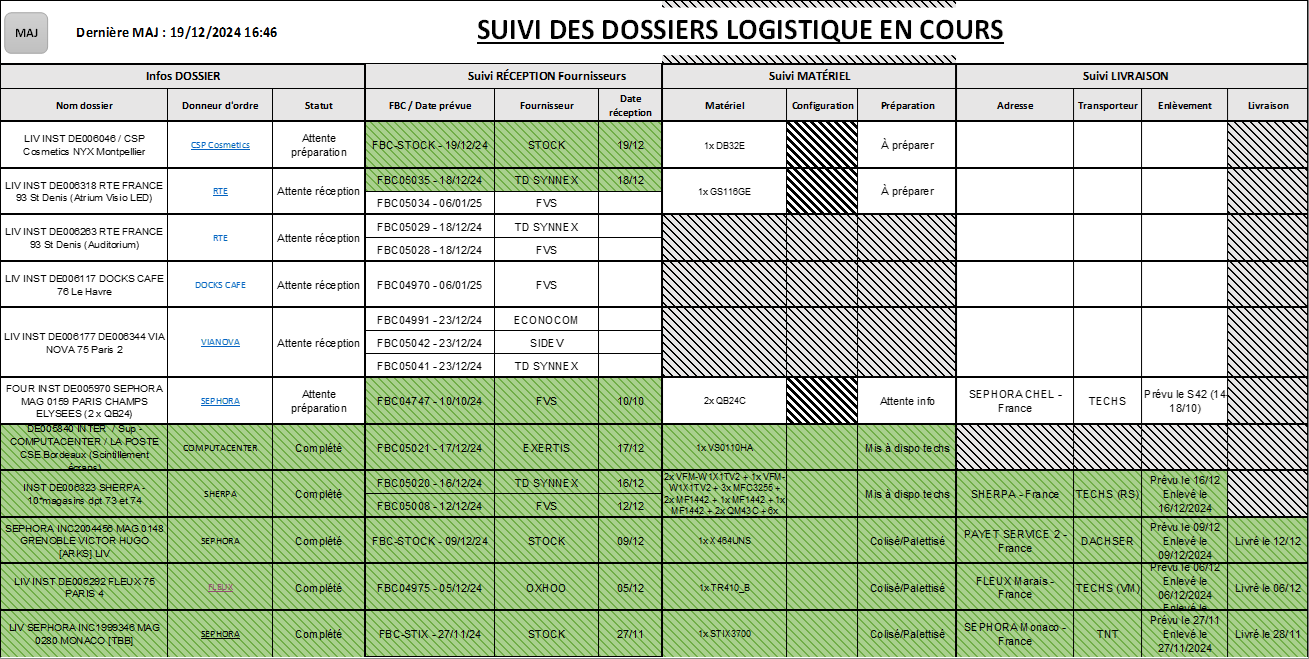 MAJ
Dernière MAJ : 19/12/2024 16:46
SUIVI DES DOSSIERS LOGISTIQUE EN COURS
Infos DOSSIER
Suivi RÉCEPTION Fournisseurs
Suivi MATÉRIEL
Suivi LIVRAISON
Nom dossier
Donneur d'ordre
Statut
FBC / Date prévue
Fournisseur
Date
réception
Matériel
Configuration
Préparation
Adresse
Transporteur
Enlèvement
Livraison
LIV INST DE006046 / CSP
Cosmetics NYX Montpellier
CSP Cosmetics
Attente
préparation
FBC-STOCK - 19/12/24
STOCK
19/12
1x DB32E
À préparer
LIV INST DE006318 RTE FRANCE
93 St Denis (Atrium Visio LED)
RTE
Attente réception
FBC05035 - 18/12/24
TD SYNNEX
18/12
FBC05034 - 06/01/25
FVS
1x GS116GE
À préparer
LIV INST DE006263 RTE FRANCE
93 St Denis (Auditorium)
RTE
Attente réception
FBC05029 - 18/12/24
TD SYNNEX
FBC05028 - 18/12/24
FVS
LIV INST DE006117 DOCKS CAFE
76 Le Havre
DOCKS CAFE
Attente réception
FBC04970 - 06/01/25
FVS
LIV INST DE006177 DE006344 VIA
NOVA 75 Paris 2
VIANOVA
Attente réception
FBC04991 - 23/12/24
ECONOCOM
FBC05042 - 23/12/24
SIDEV
FBC05041 - 23/12/24
TD SYNNEX
FOUR INST DE005970 SEPHORA
MAG 0159 PARIS CHAMPS
ELYSEES (2 x QB24)
SEPHORA
Attente
préparation
FBC04747 - 10/10/24
FVS
10/10
2x QB24C
Attente info
SEPHORA CHEL -
France
TECHS
Prévu le S42 (14-
18/10)
DE005840 INTER / Sup -
COMPUTACENTER / LA POSTE
CSE Bordeaux (Scintillement
écrans)
COMPUTACENTER
Complété
FBC05021 - 17/12/24
EXERTIS
17/12
1x VS0110HA
Mis à dispo techs
INST DE006323 SHERPA -
10*magasins dpt 73 et 74
SHERPA
Complété
FBC05020 - 16/12/24
TD SYNNEX
16/12
FBC05008 - 12/12/24
FVS
12/12
2x VFM-W1X1TV2 + 1x VFM-
W1X1TV2 + 3x MFC3255 +
2x MF1442 + 1x MF1442 + 1x
MF1442 + 2x QM43C + 6x
Mis à dispo techs
SHERPA - France
TECHS (RS)
Prévu le 16/12
Enlevé le
16/12/2024
SEPHORA INC2004456 MAG 0148
GRENOBLE VICTOR HUGO
[ARKS] LIV
SEPHORA
Complété
FBC-STOCK - 09/12/24
STOCK
09/12
1x X464UNS
Colisé/Palettisé
PAYET SERVICE 2 -
France
DACHSER
Prévu le 09/12
Enlevé le
09/12/2024
Livré le 12/12
LIV INST DE006292 FLEUX 75
PARIS 4
FLEUX
Complété
FBC04975 - 05/12/24
OXHOO
05/12
1x TR410_B
Colisé/Palettisé
FLEUX Marais -
France
TECHS (VM)
Prévu le 06/12
Enlevé le
06/12/2024
Enlevé le
Livré le 06/12
LIV SEPHORA INC1999346 MAG
0280 MONACO [TBB]
SEPHORA
Complété
FBC-STIX - 27/11/24
STOCK
27/11
1x STIX3700
Colisé/Palettisé
SEPHORA Monaco -
France
TNT
Prévu le 27/11
Enlevé le
27/11/2024
Livré le 28/11